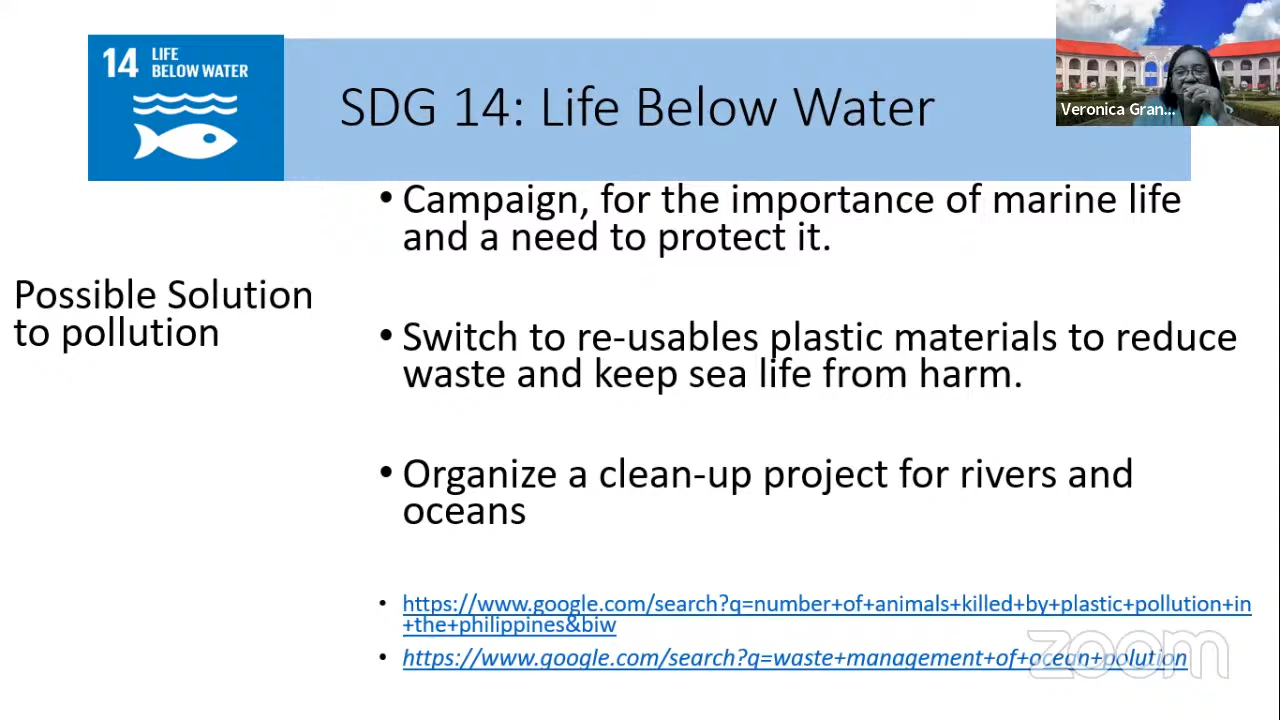 14 LIFE
BELOW WATER
SDG 14: Life Below Water
Veronica Gran...
• Campaign, for the importance of marine life
and a need to protect it.
Possible Solution
to pollution
• Switch to re-usables plastic materials to reduce
waste and keep sea life from harm.
• Organize a clean-up project for rivers and
oceans
• https://www.google.com/search?q=number+of+animals+killed+by+plastic+pollution+in
+the+philippines&biw
• https://www.google.com/search?q=waste+management+of+ocean+polution
zoom